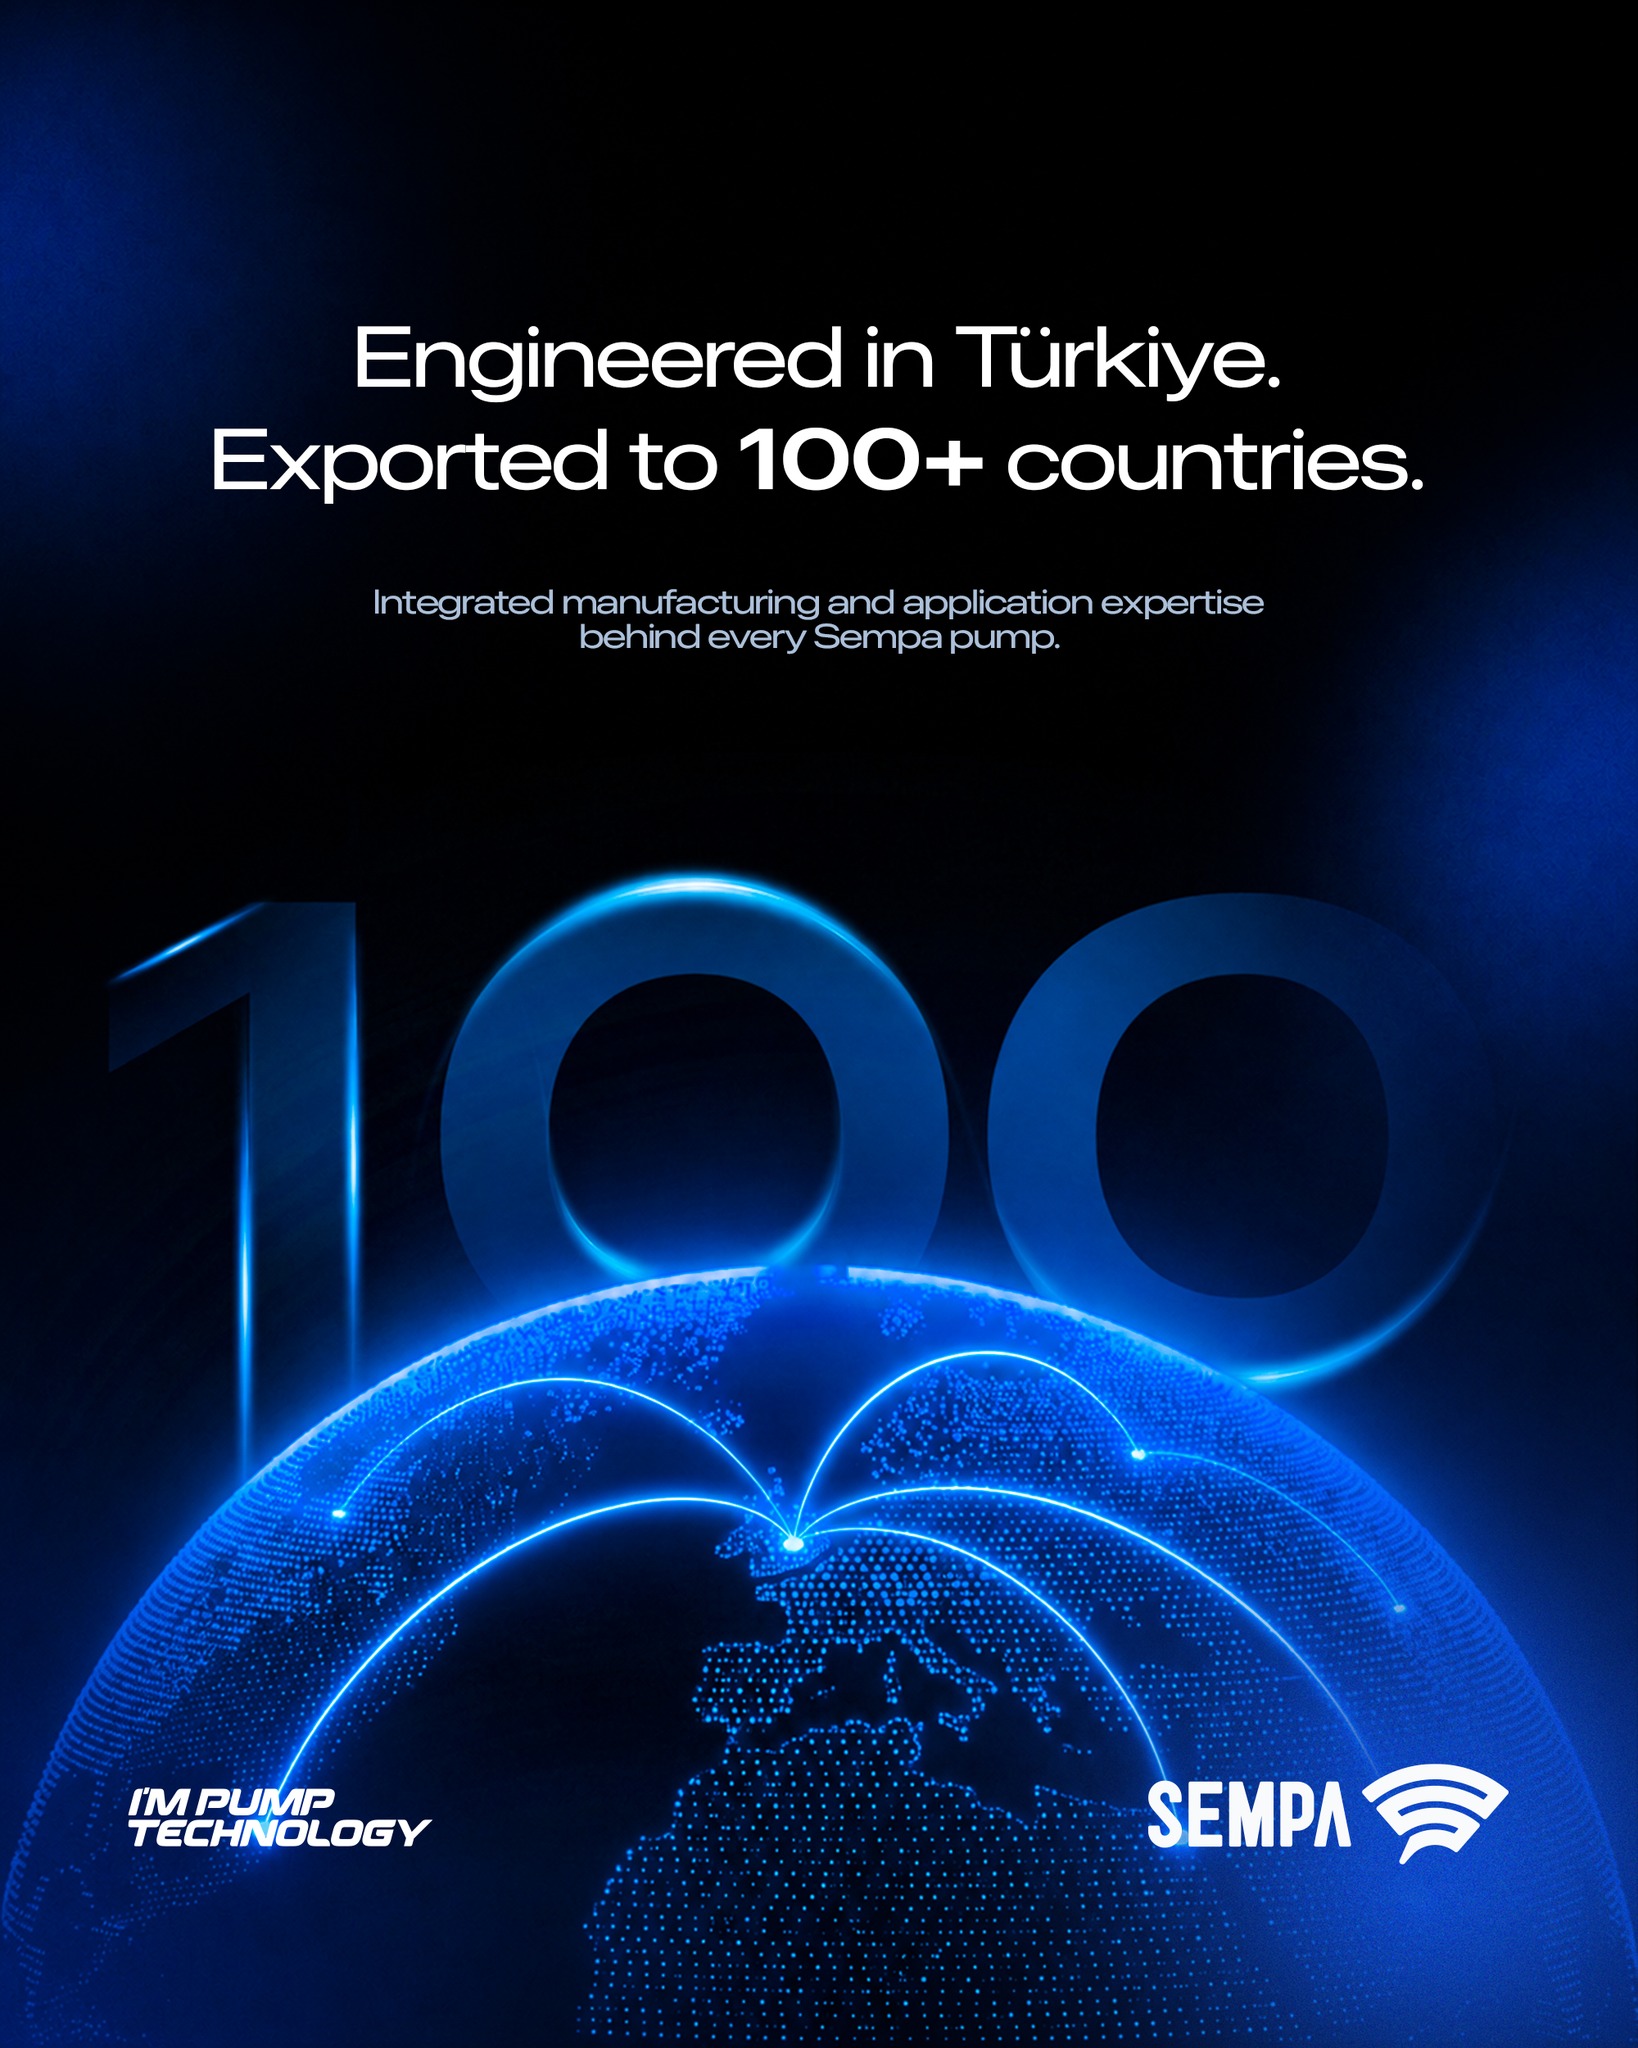 Engineered in Türkiye.
Exported to 100+ countries.
Integrated manufacturing and application expertise
behind every Sempa pump.
100
I'M PUMP
TECHNOLOGY
SEMPA